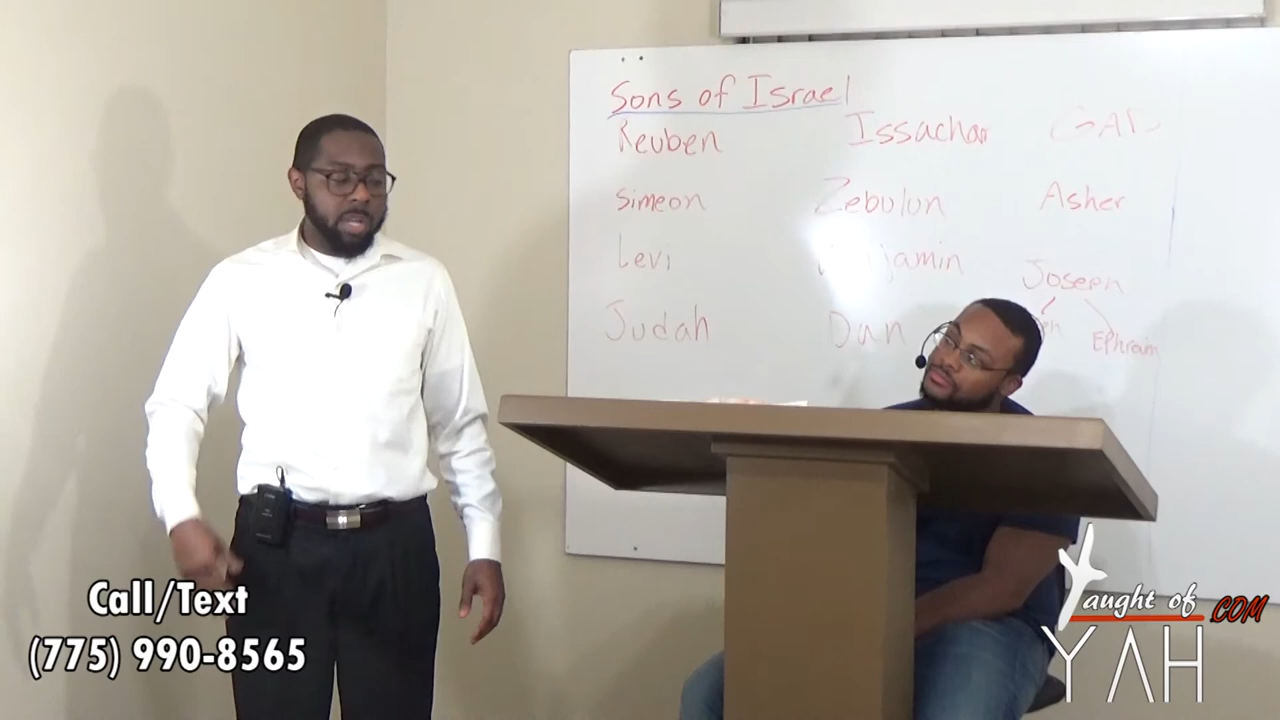 Sons of Israel
Reuben Issachar GAD
Simeon Zebulon Asher
Levi jamin Joseph
Judah Dan Ephraim
Call/Text
(775) 990-8565
Taught of .COM
YAH